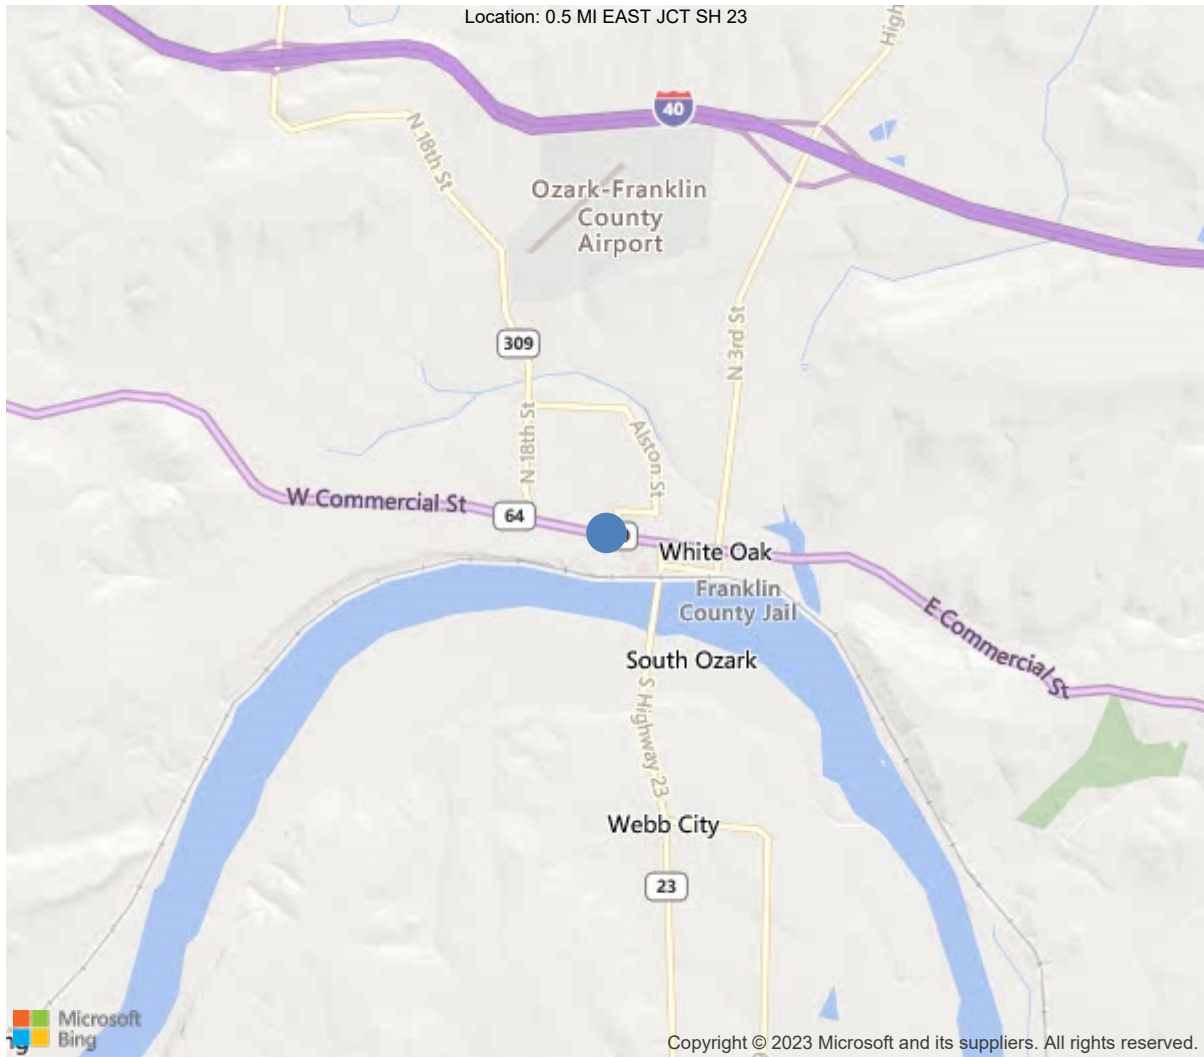 Location: 0.5 MI EAST JCT SH 23
High
40
N 18th St
Ozark-Franklin
County
Airport
N 3rd St
309
N 18th St
Alston St
W Commercial St
64
White Oak
Franklin
County Jail
E Commercial St
South Ozark
S Highway 23
Webb City
23
Microsoft
Bing
Copyright © 2023 Microsoft and its suppliers. All rights reserved.